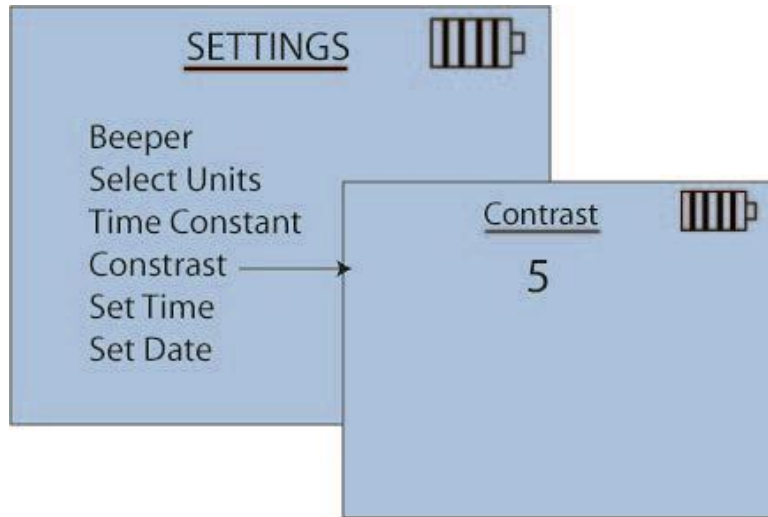 SETTINGS
Beeper
Select Units
Time Constant
Constrast
Set Time
Set Date
Contrast
5